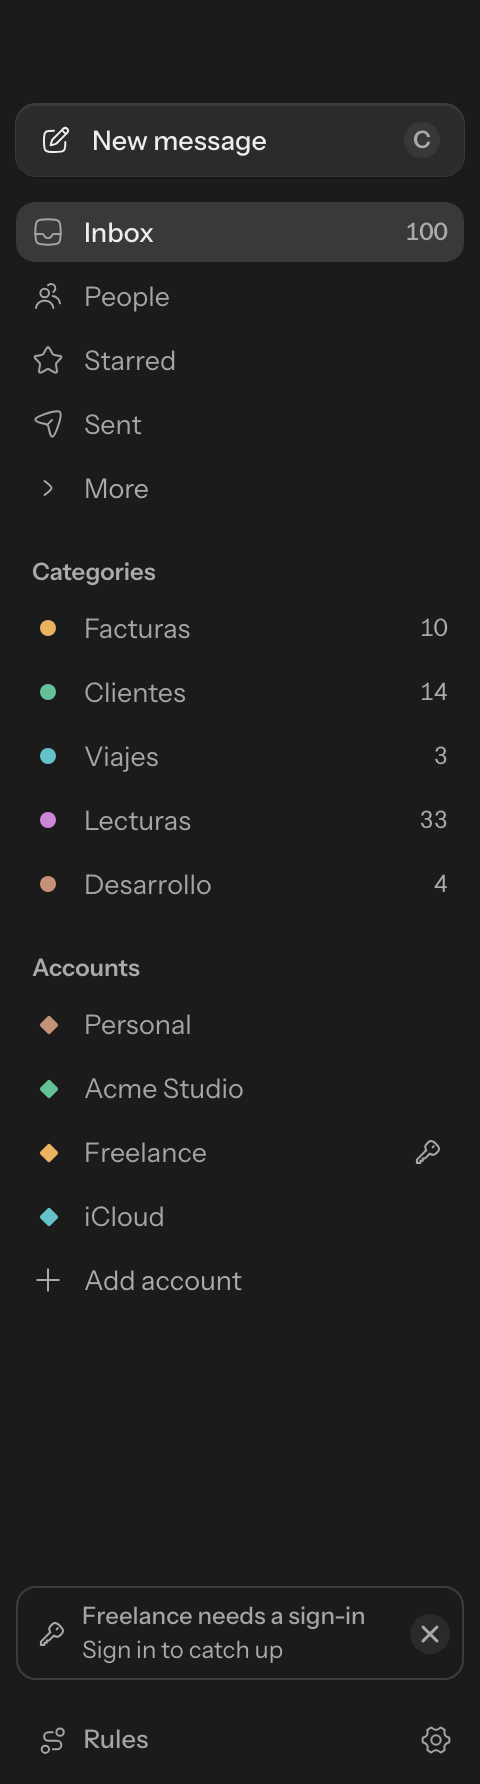 New message C
Inbox 100
People
Starred
Sent
More
Categories
Facturas 10
Clientes 14
Viajes 3
Lecturas 33
Desarrollo 4
Accounts
Personal
Acme Studio
Freelance
iCloud
Add account
Freelance needs a sign-in
Sign in to catch up
Rules